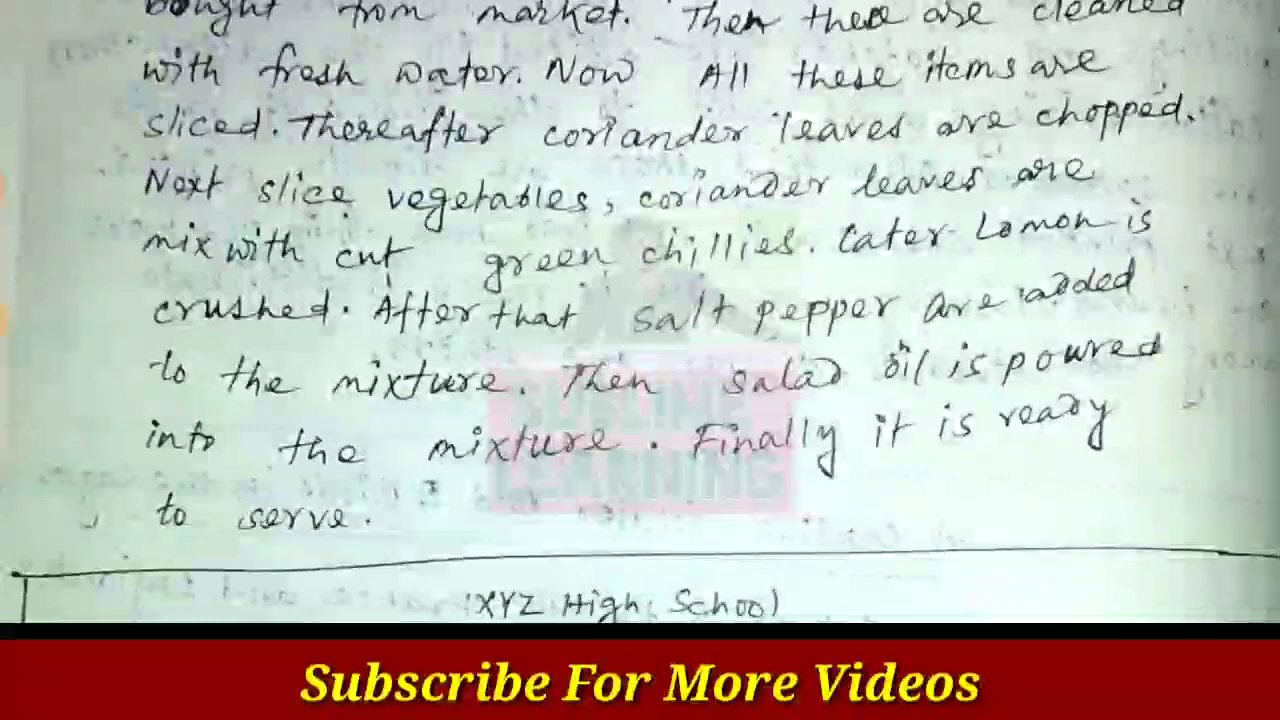 bought from market. Then these are cleaned
with fresh water. Now All these items are
sliced. Thereafter coriander leaves are chopped.
Next slice vegetables, coriander leaves are
mix with cut green chillies. Later Lemon is
crushed. After that salt pepper are added
to the mixture. Then salad oil is poured
into the mixture. Finally it is ready
to serve.
LEARNING
XYZ High School
Subscribe For More Videos